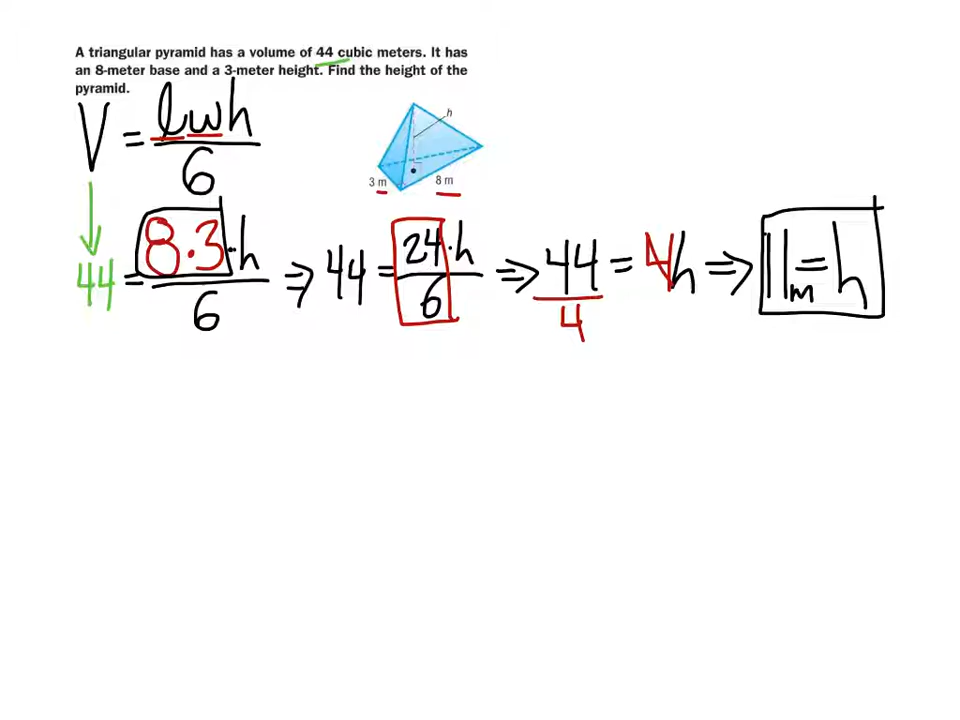 A triangular pyramid has a volume of 44 cubic meters. It has
an 8-meter base and a 3-meter height. Find the height of the
pyramid.
V = lwh / 6
h
3 m
8 m
44 = 8·3·h / 6 ⇒ 44 = 24·h / 6 ⇒ 44 / 4 = 4h ⇒ 11m = h